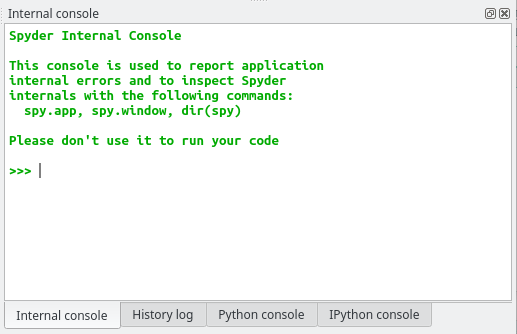 Internal console
Spyder Internal Console
This console is used to report application
internal errors and to inspect Spyder
internals with the following commands:
  spy.app, spy.window, dir(spy)
Please don't use it to run your code
>>>
Internal console History log Python console IPython console